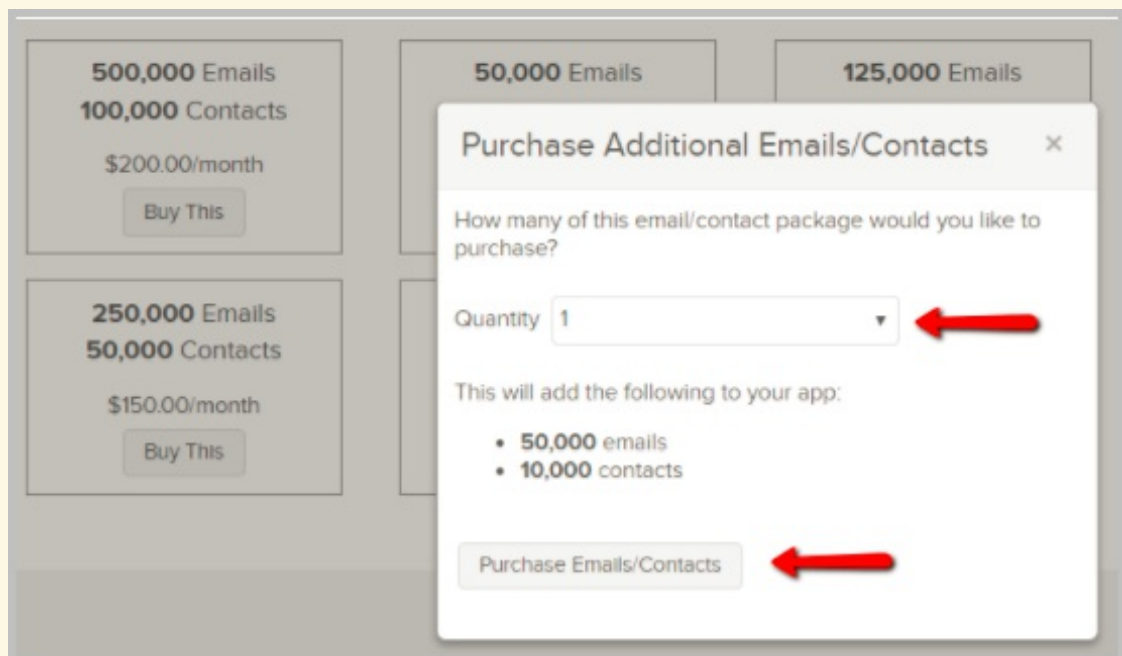 500,000 Emails
100,000 Contacts
$200.00/month
Buy This
50,000 Emails
125,000 Emails
250,000 Emails
50,000 Contacts
$150.00/month
Buy This
Purchase Additional Emails/Contacts ×
How many of this email/contact package would you like to
purchase?
Quantity 1
This will add the following to your app:
• 50,000 emails
• 10,000 contacts
Purchase Emails/Contacts